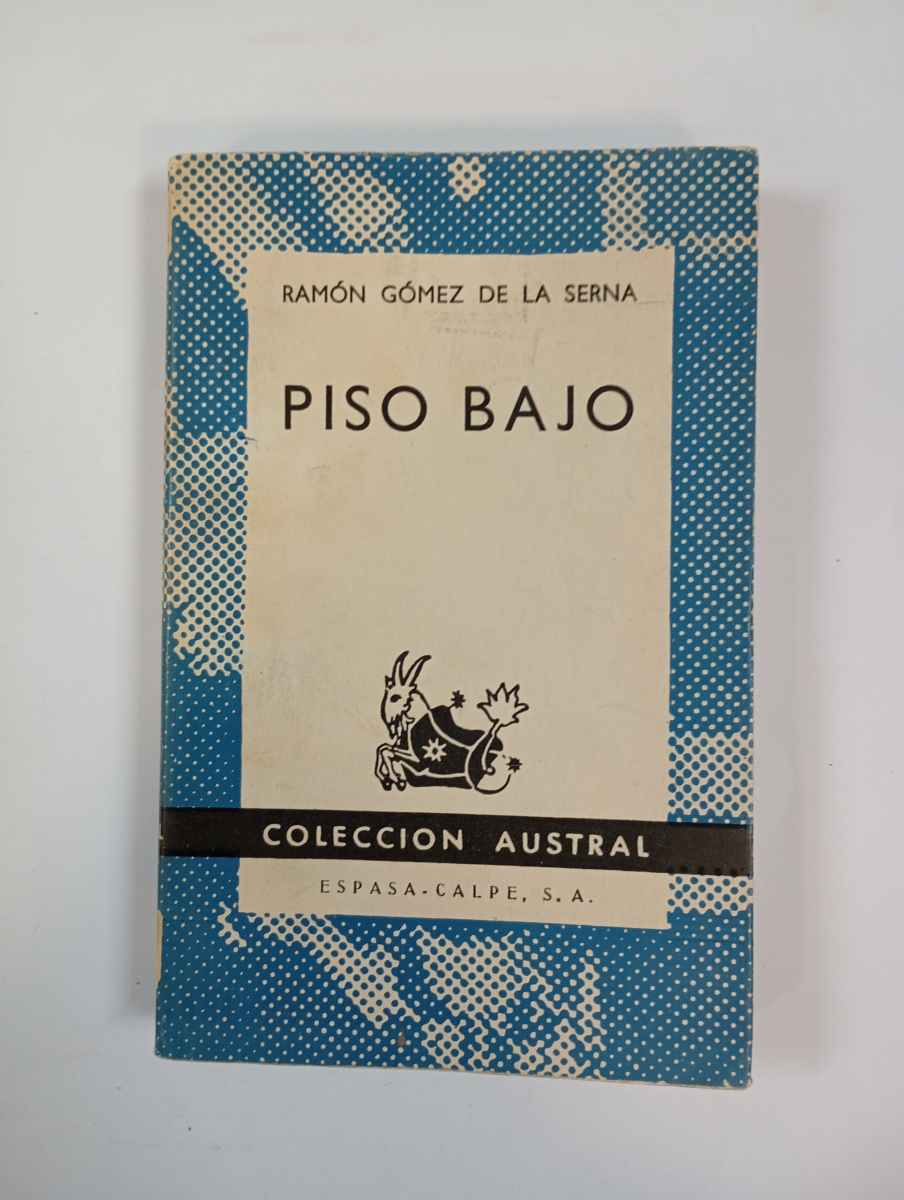 RAMÓN GÓMEZ DE LA SERNA
PISO BAJO
COLECCION AUSTRAL
ESPASA-CALPE, S. A.